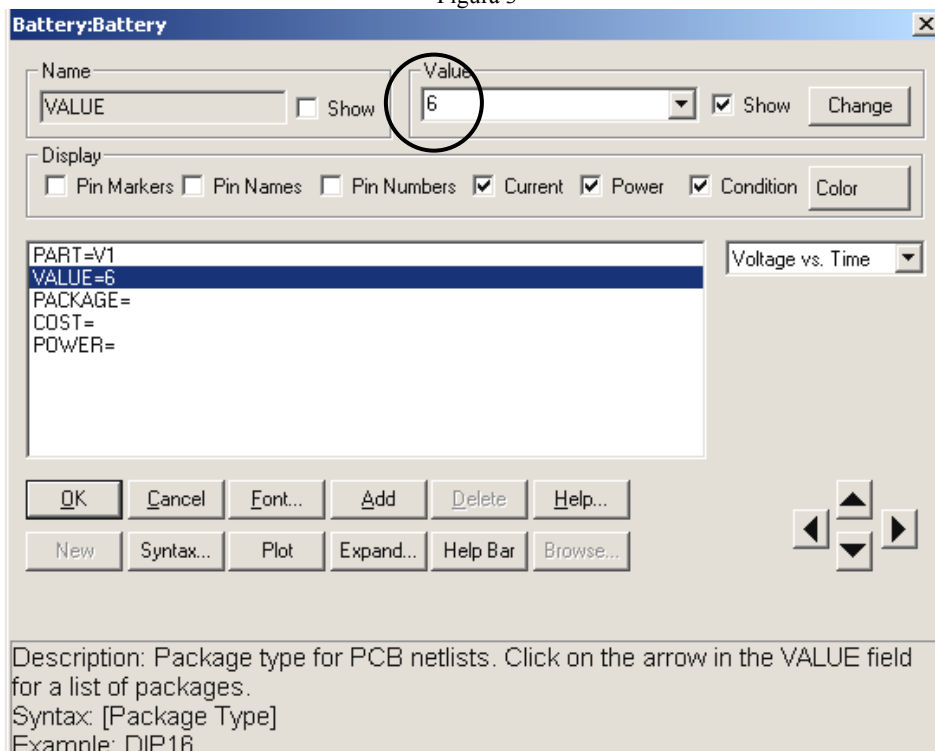 Figura 3
Battery:Battery
Name
VALUE
Show
Value
6
Show
Change
Display
Pin Markers Pin Names Pin Numbers Current Power Condition Color
PART=V1
VALUE=6
PACKAGE=
COST=
POWER=
Voltage vs. Time
OK Cancel Font... Add Delete Help...
New Syntax... Plot Expand... Help Bar Browse...
Description: Package type for PCB netlists. Click on the arrow in the VALUE field
for a list of packages.
Syntax: [Package Type]
Example: DIP16